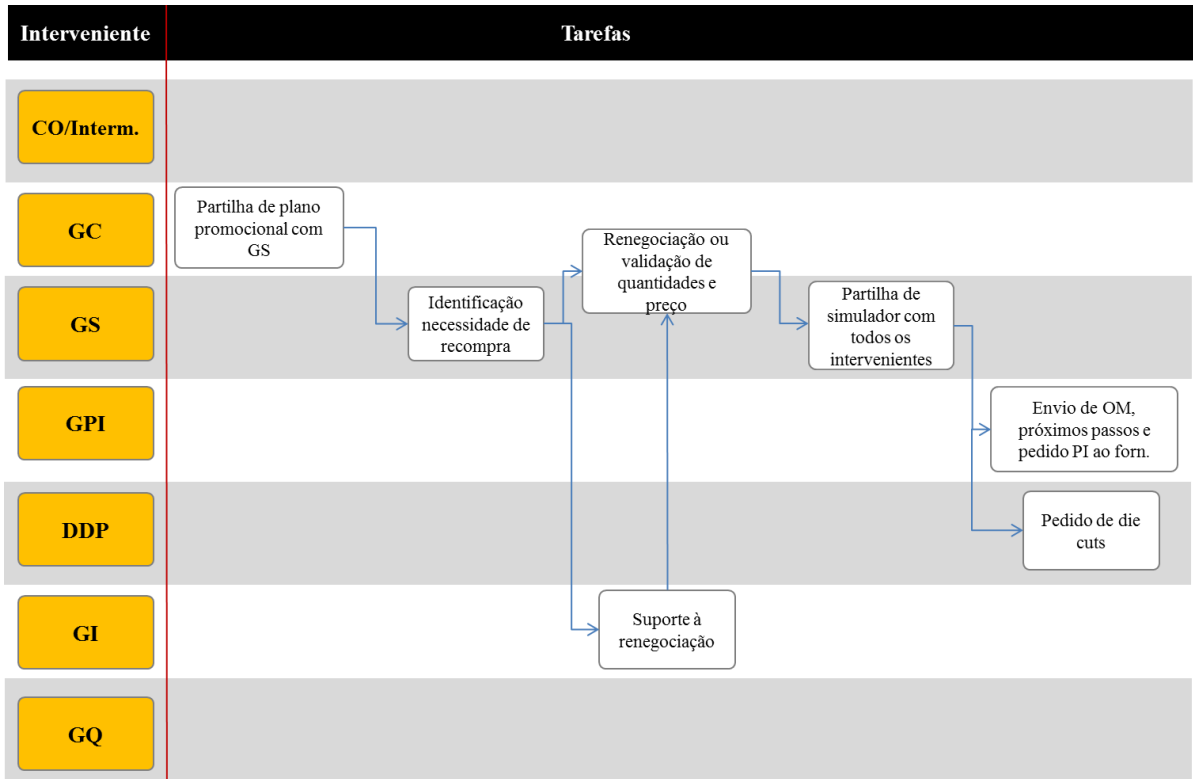 Interveniente
Tarefas
CO/Interm.
GC
Partilha de plano
promocional com
GS
Renegociação ou
validação de
quantidades e
preço
GS
Identificação
necessidade de
recompra
Partilha de
simulador com
todos os
intervenientes
GPI
Envio de OM,
próximos passos e
pedido PI ao forn.
DDP
Pedido de die
cuts
GI
Suporte à
renegociação
GQ